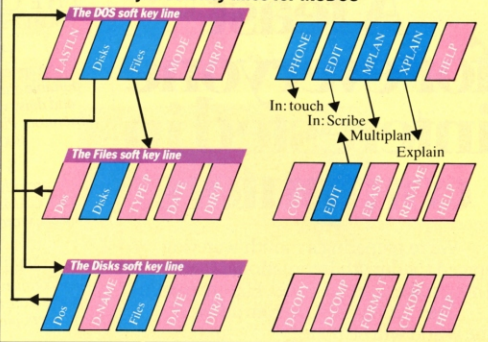 The DOS soft key line
LASTLN Disks Files MODE DIR/P PHONE EDIT MPLAN XPLAIN HELP
In:touch
In:Scribe
Multiplan
Explain
The Files soft key line
Dos Disks TYPE:P DATE DIR/P COPY EDIT ERASP RENAME HELP
The Disks soft key line
Dos D-NAME Files DATE DIR/P D-COPY D-COMP FORMAT CHKDSK HELP